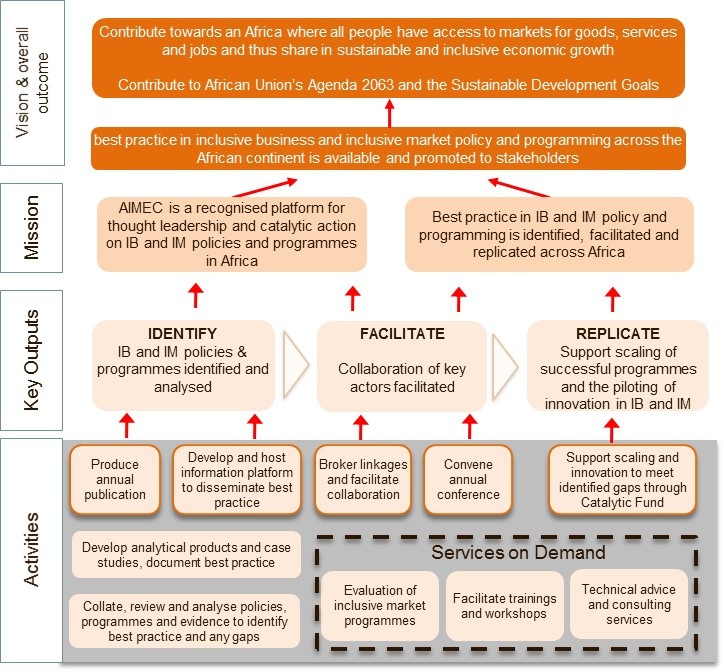 Vision & overall
outcome
Contribute towards an Africa where all people have access to markets for goods, services
and jobs and thus share in sustainable and inclusive economic growth
Contribute to African Union's Agenda 2063 and the Sustainable Development Goals
best practice in inclusive business and inclusive market policy and programming across the
African continent is available and promoted to stakeholders
Mission
AIMEC is a recognised platform for
thought leadership and catalytic action
on IB and IM policies and programmes
in Africa
Best practice in IB and IM policy and
programming is identified, facilitated and
replicated across Africa
Key Outputs
IDENTIFY
IB and IM policies &
programmes identified and
analysed
FACILITATE
Collaboration of key
actors facilitated
REPLICATE
Support scaling of
successful programmes
and the piloting of
innovation in IB and IM
Activities
Produce
annual
publication
Develop and host
information platform
to disseminate best
practice
Broker linkages
and facilitate
collaboration
Convene
annual
conference
Support scaling and
innovation to meet
identified gaps through
Catalytic Fund
Develop analytical products and case
studies, document best practice
Collate, review and analyse policies,
programmes and evidence to identify
best practice and any gaps
Services on Demand
Evaluation of
inclusive market
programmes
Facilitate trainings
and workshops
Technical advice
and consulting
services